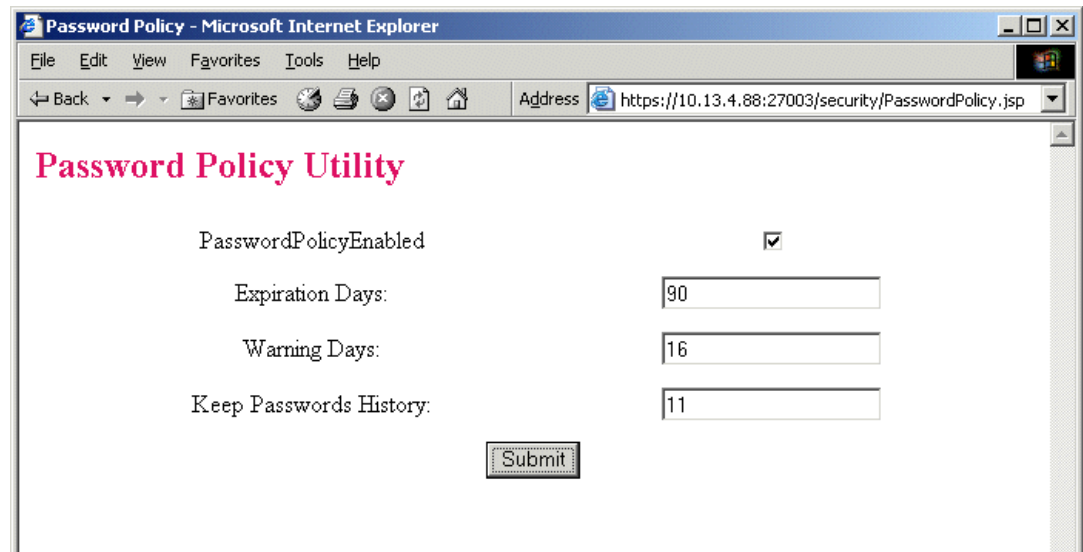 Password Policy - Microsoft Internet Explorer
File Edit View Favorites Tools Help
Back Favorites Address https://10.13.4.88:27003/security/PasswordPolicy.jsp
Password Policy Utility
PasswordPolicyEnabled
Expiration Days: 90
Warning Days: 16
Keep Passwords History: 11
Submit